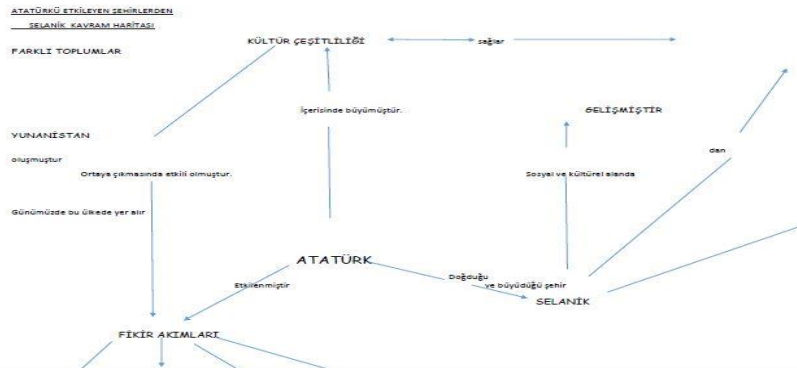 ATATÜRKÜ ETKİLEYEN ŞEHİRLERDEN
SELANİK KAVRAM HARİTASI
FARKLI TOPLUMLAR
KÜLTÜR ÇEŞİTLİLİĞİ
sağlar
İçerisinde büyümüştür.
GELİŞMİŞTİR
YUNANİSTAN
oluşmuştur
Ortaya çıkmasında etkili olmuştur.
Sosyal ve kültürel alanda
dan
Günümüzde bu ülkede yer alır
ATATÜRK
Etkilenmiştir
Doğduğu
ve büyüdüğü şehir
SELANİK
FİKİR AKIMLARI